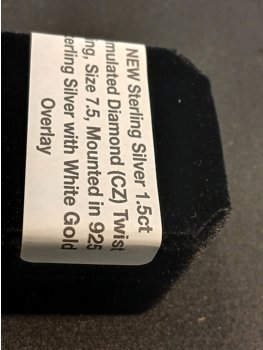 NEW Sterling Silver 1.5ct
mulated Diamond (CZ) Twist
ng, Size 7.5, Mounted in 925
erling Silver with White Gold
Overlay